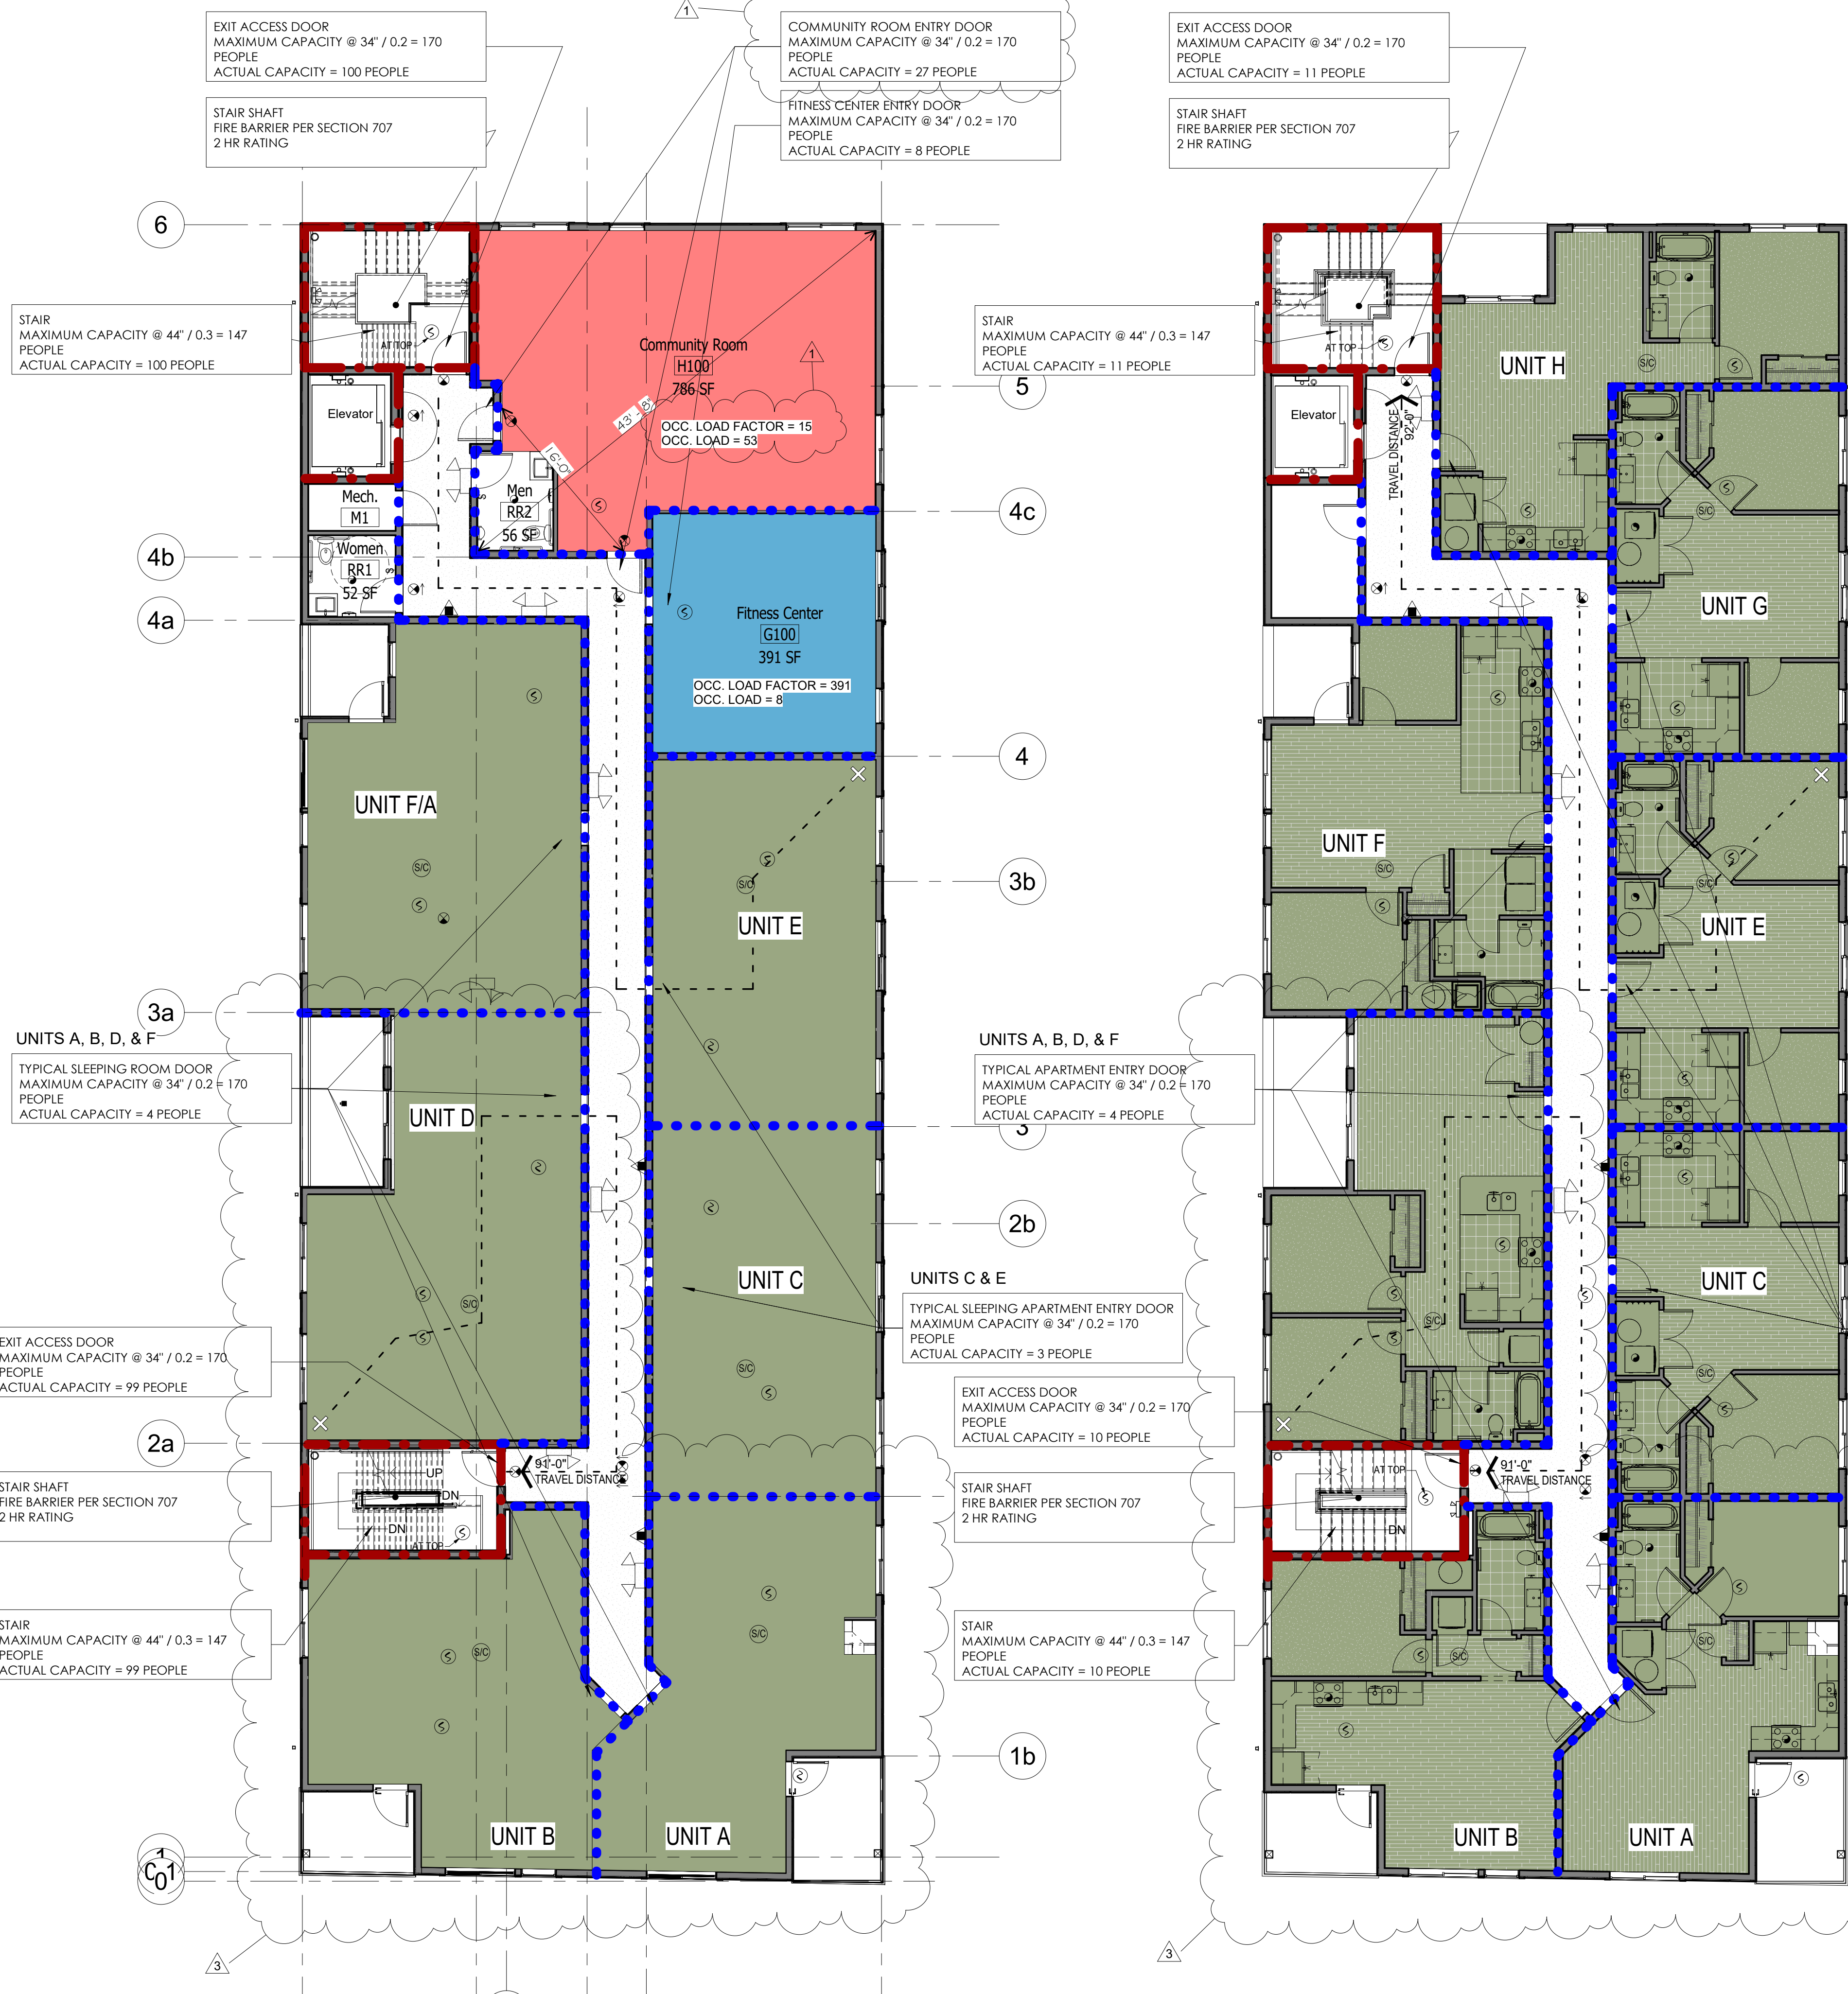 1
EXIT ACCESS DOOR
MAXIMUM CAPACITY @ 34" / 0.2 = 170
PEOPLE
ACTUAL CAPACITY = 100 PEOPLE
STAIR SHAFT
FIRE BARRIER PER SECTION 707
2 HR RATING
COMMUNITY ROOM ENTRY DOOR
MAXIMUM CAPACITY @ 34" / 0.2 = 170
PEOPLE
ACTUAL CAPACITY = 27 PEOPLE
FITNESS CENTER ENTRY DOOR
MAXIMUM CAPACITY @ 34" / 0.2 = 170
PEOPLE
ACTUAL CAPACITY = 8 PEOPLE
EXIT ACCESS DOOR
MAXIMUM CAPACITY @ 34" / 0.2 = 170
PEOPLE
ACTUAL CAPACITY = 11 PEOPLE
STAIR SHAFT
FIRE BARRIER PER SECTION 707
2 HR RATING
6
STAIR
MAXIMUM CAPACITY @ 44" / 0.3 = 147
PEOPLE
ACTUAL CAPACITY = 100 PEOPLE
AT TOP
S
Elevator
Mech.
M1
Women
RR1
52 SF
S
Men
RR2
56 SF
S
Community Room
H100
786 SF
1
OCC. LOAD FACTOR = 15
OCC. LOAD = 53
43' - 8"
16'-0"
S
5
4c
4b
4a
Fitness Center
G100
391 SF
S
OCC. LOAD FACTOR = 391
OCC. LOAD = 8
4
UNIT F/A
S
S/C
S
UNIT E
S
S/C
S
3b
3a
UNITS A, B, D, & F
TYPICAL SLEEPING ROOM DOOR
MAXIMUM CAPACITY @ 34" / 0.2 = 170
PEOPLE
ACTUAL CAPACITY = 4 PEOPLE
UNIT D
S
S
S/C
S
3
2b
UNIT C
S
S/C
S
UNITS C & E
TYPICAL SLEEPING APARTMENT ENTRY DOOR
MAXIMUM CAPACITY @ 34" / 0.2 = 170
PEOPLE
ACTUAL CAPACITY = 3 PEOPLE
EXIT ACCESS DOOR
MAXIMUM CAPACITY @ 34" / 0.2 = 170
PEOPLE
ACTUAL CAPACITY = 99 PEOPLE
2a
STAIR SHAFT
FIRE BARRIER PER SECTION 707
2 HR RATING
UP
DN
DN
AT TOP
S
91'-0"
TRAVEL DISTANCE
STAIR
MAXIMUM CAPACITY @ 44" / 0.3 = 147
PEOPLE
ACTUAL CAPACITY = 99 PEOPLE
S
S/C
S
S
S/C
S
1b
UNIT B
UNIT A
1
0.1
3
STAIR
MAXIMUM CAPACITY @ 44" / 0.3 = 147
PEOPLE
ACTUAL CAPACITY = 11 PEOPLE
AT TOP
S
Elevator
TRAVEL DISTANCE
92'-0"
UNIT H
S/C
S
S
UNIT G
S
S/C
S
UNIT F
S
S/C
S
UNIT E
S
S/C
S
UNITS A, B, D, & F
TYPICAL APARTMENT ENTRY DOOR
MAXIMUM CAPACITY @ 34" / 0.2 = 170
PEOPLE
ACTUAL CAPACITY = 4 PEOPLE
S
S
S/C
S
UNIT C
S
S/C
S
EXIT ACCESS DOOR
MAXIMUM CAPACITY @ 34" / 0.2 = 170
PEOPLE
ACTUAL CAPACITY = 10 PEOPLE
STAIR SHAFT
FIRE BARRIER PER SECTION 707
2 HR RATING
AT TOP
S
DN
91'-0"
TRAVEL DISTANCE
STAIR
MAXIMUM CAPACITY @ 44" / 0.3 = 147
PEOPLE
ACTUAL CAPACITY = 10 PEOPLE
S
S/C
S
S
S/C
S
UNIT B
UNIT A
3